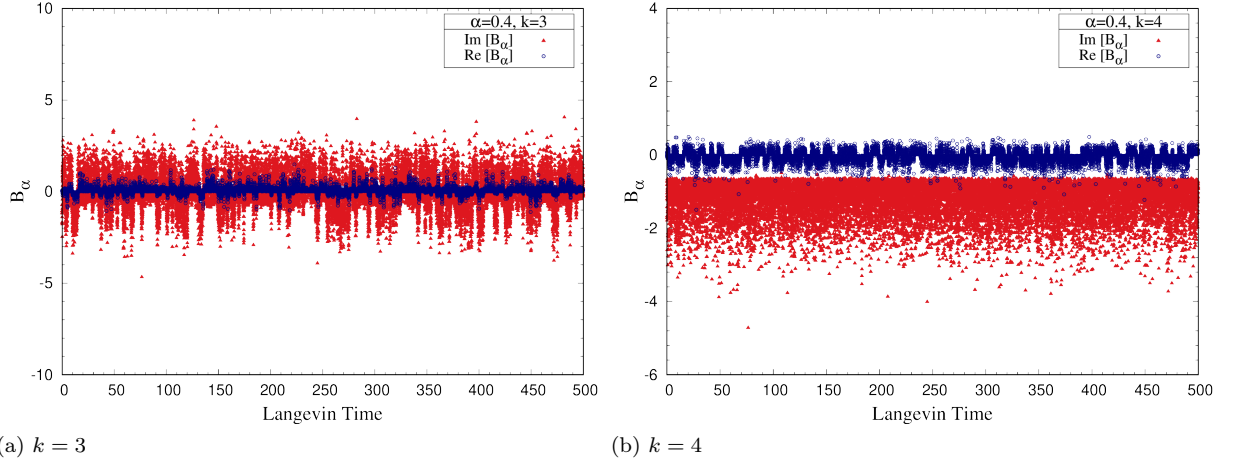 α=0.4, k=3
Im [Bα]
Re [Bα]
10
5
0
-5
-10
Bα
0 50 100 150 200 250 300 350 400 450 500
Langevin Time
(a) k = 3
α=0.4, k=4
Im [Bα]
Re [Bα]
4
2
0
-2
-4
-6
Bα
0 50 100 150 200 250 300 350 400 450 500
Langevin Time
(b) k = 4